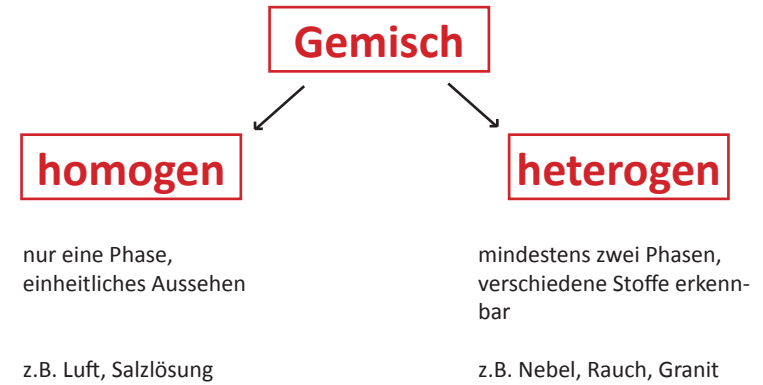 Gemisch
homogen
heterogen
nur eine Phase,
einheitliches Aussehen
mindestens zwei Phasen,
verschiedene Stoffe erkenn-
bar
z.B. Luft, Salzlösung
z.B. Nebel, Rauch, Granit